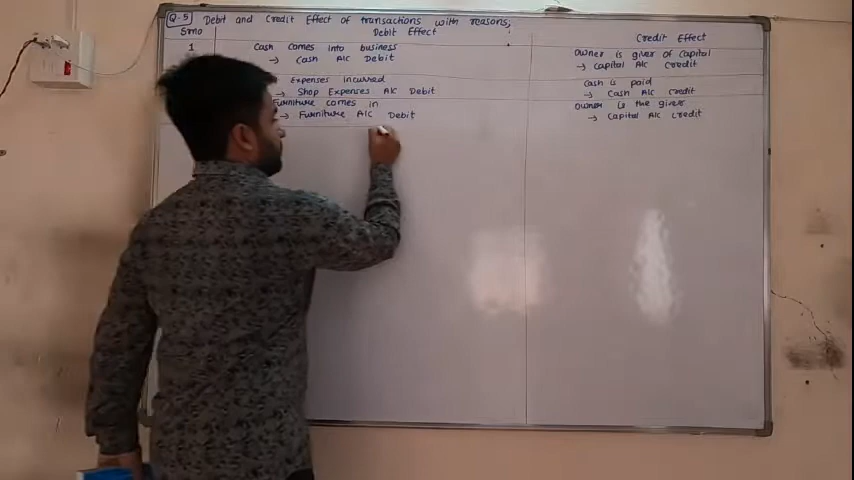 Q-5 Debit and Credit Effect of transactions with reasons;
Srno Debit Effect Credit Effect
1 Cash comes into business Owner is giver of Capital
→ Cash A/c Debit → Capital A/c Credit
Expenses Incurred Cash is paid
→ Shop Expenses A/c Debit → Cash A/c credit
Furniture comes in Owner is the giver
→ Furniture A/c Debit → Capital A/c Credit